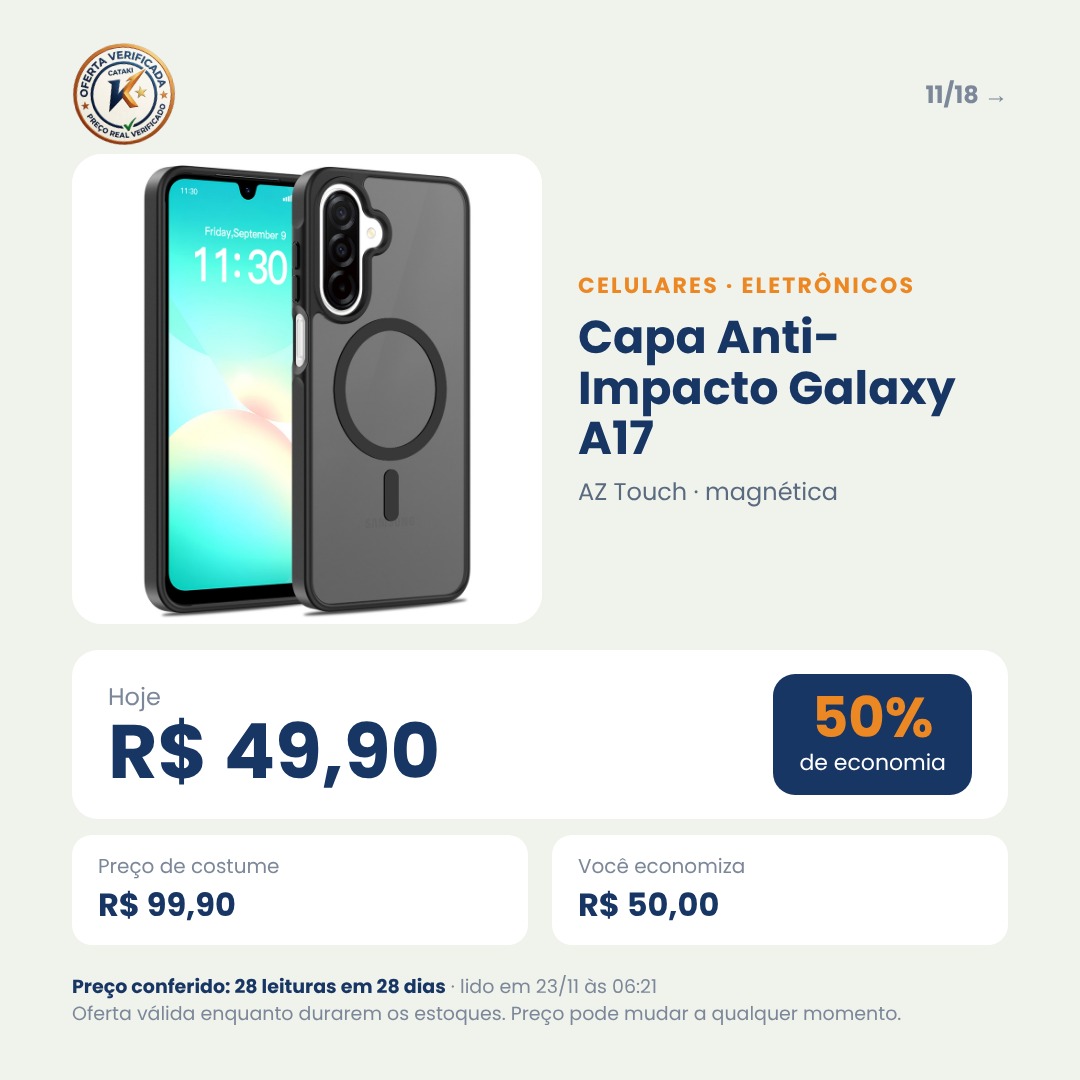 OFERTA VERIFICADA
CATAKI
K
PREÇO REAL VERIFICADO
11/18 →
11:30
Friday,September 9
11:30
CELULARES · ELETRÔNICOS
Capa Anti-
Impacto Galaxy
A17
AZ Touch · magnética
Hoje
R$ 49,90
50%
de economia
Preço de costume
R$ 99,90
Você economiza
R$ 50,00
Preço conferido: 28 leituras em 28 dias · lido em 23/11 às 06:21
Oferta válida enquanto durarem os estoques. Preço pode mudar a qualquer momento.